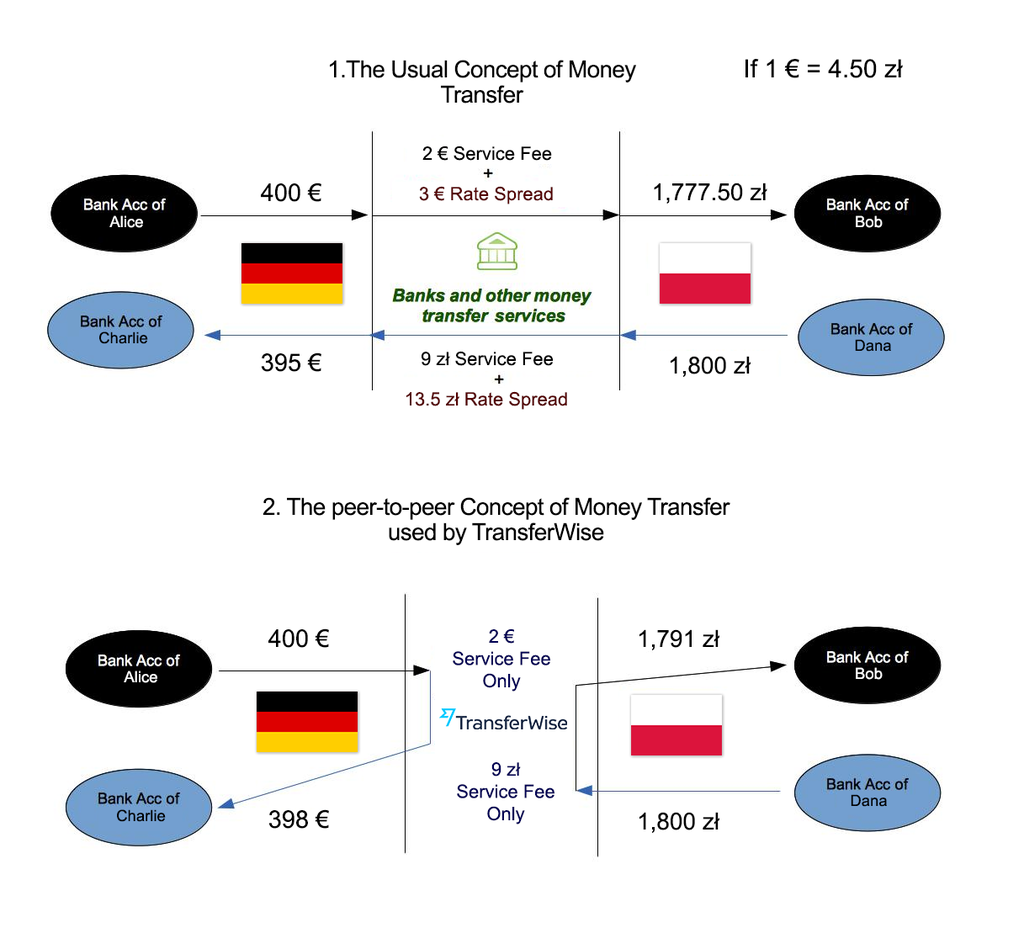 1.The Usual Concept of Money
Transfer
If 1 € = 4.50 zł
2 € Service Fee
+
3 € Rate Spread
Bank Acc of
Alice
400 €
1,777.50 zł
Bank Acc of
Bob
Banks and other money
transfer services
Bank Acc of
Charlie
395 €
9 zł Service Fee
+
13.5 zł Rate Spread
1,800 zł
Bank Acc of
Dana
2. The peer-to-peer Concept of Money Transfer
used by TransferWise
Bank Acc of
Alice
400 €
2 €
Service Fee
Only
1,791 zł
Bank Acc of
Bob
TransferWise
Bank Acc of
Charlie
398 €
9 zł
Service Fee
Only
1,800 zł
Bank Acc of
Dana